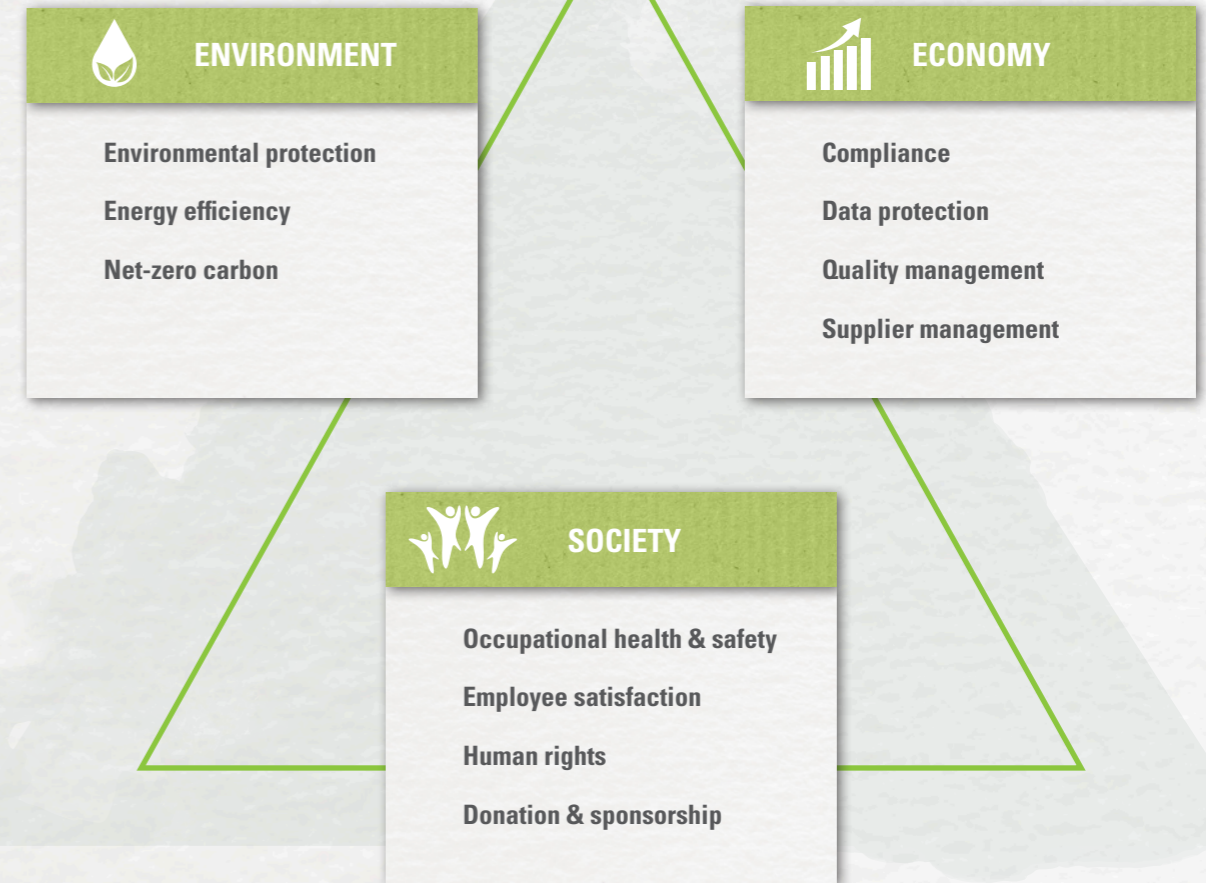 ENVIRONMENT
Environmental protection
Energy efficiency
Net-zero carbon
ECONOMY
Compliance
Data protection
Quality management
Supplier management
SOCIETY
Occupational health & safety
Employee satisfaction
Human rights
Donation & sponsorship